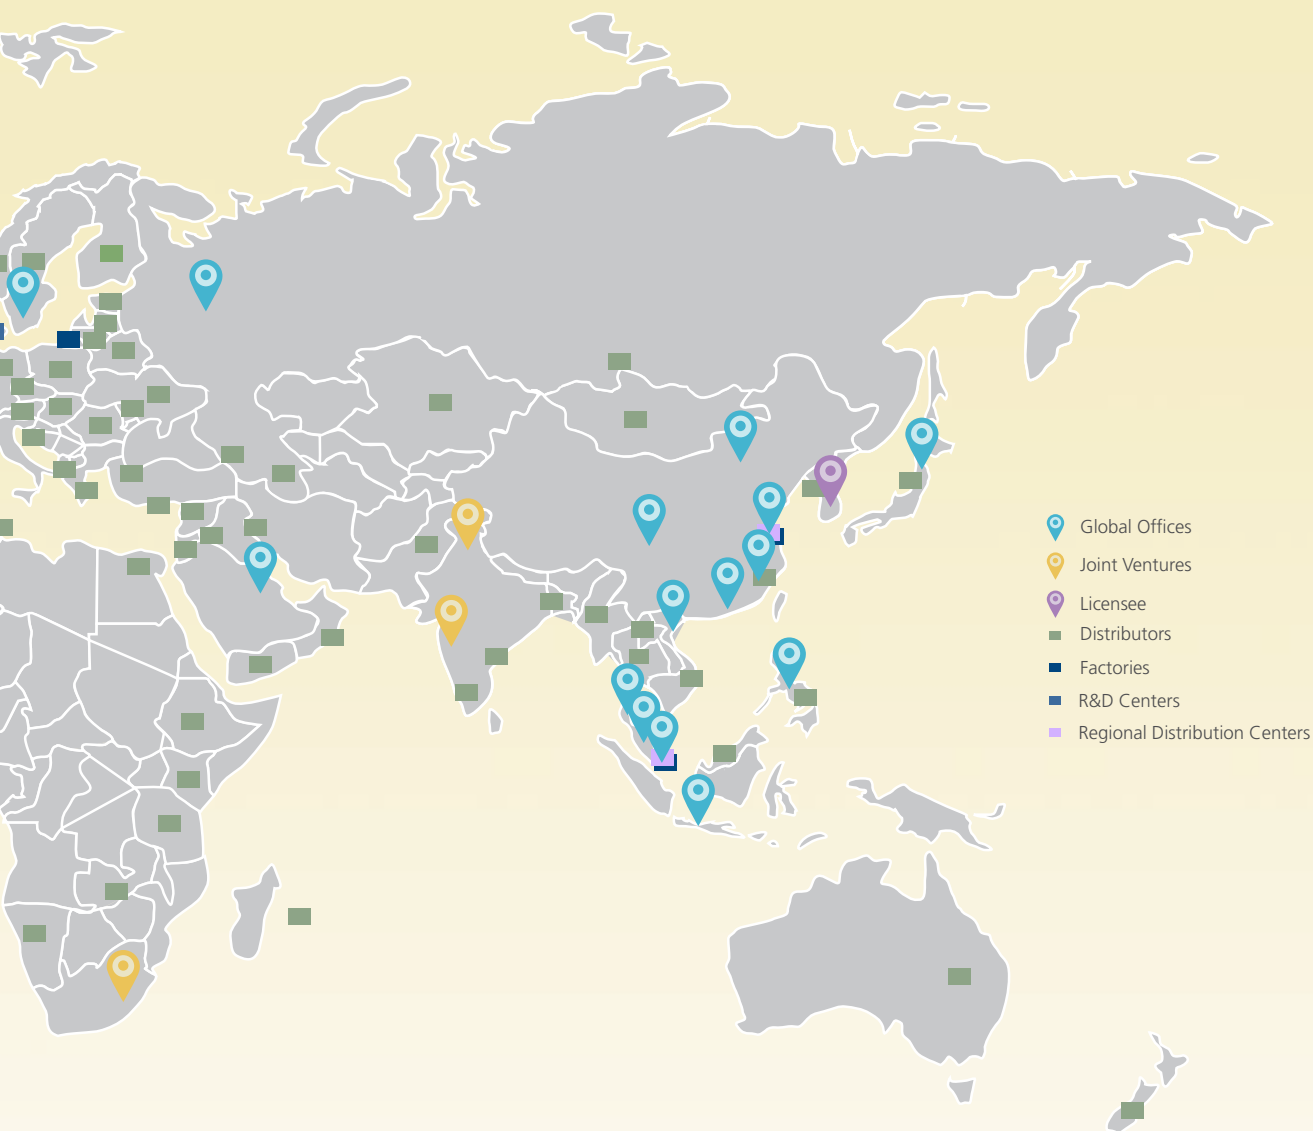 Global Offices
Joint Ventures
Licensee
Distributors
Factories
R&D Centers
Regional Distribution Centers